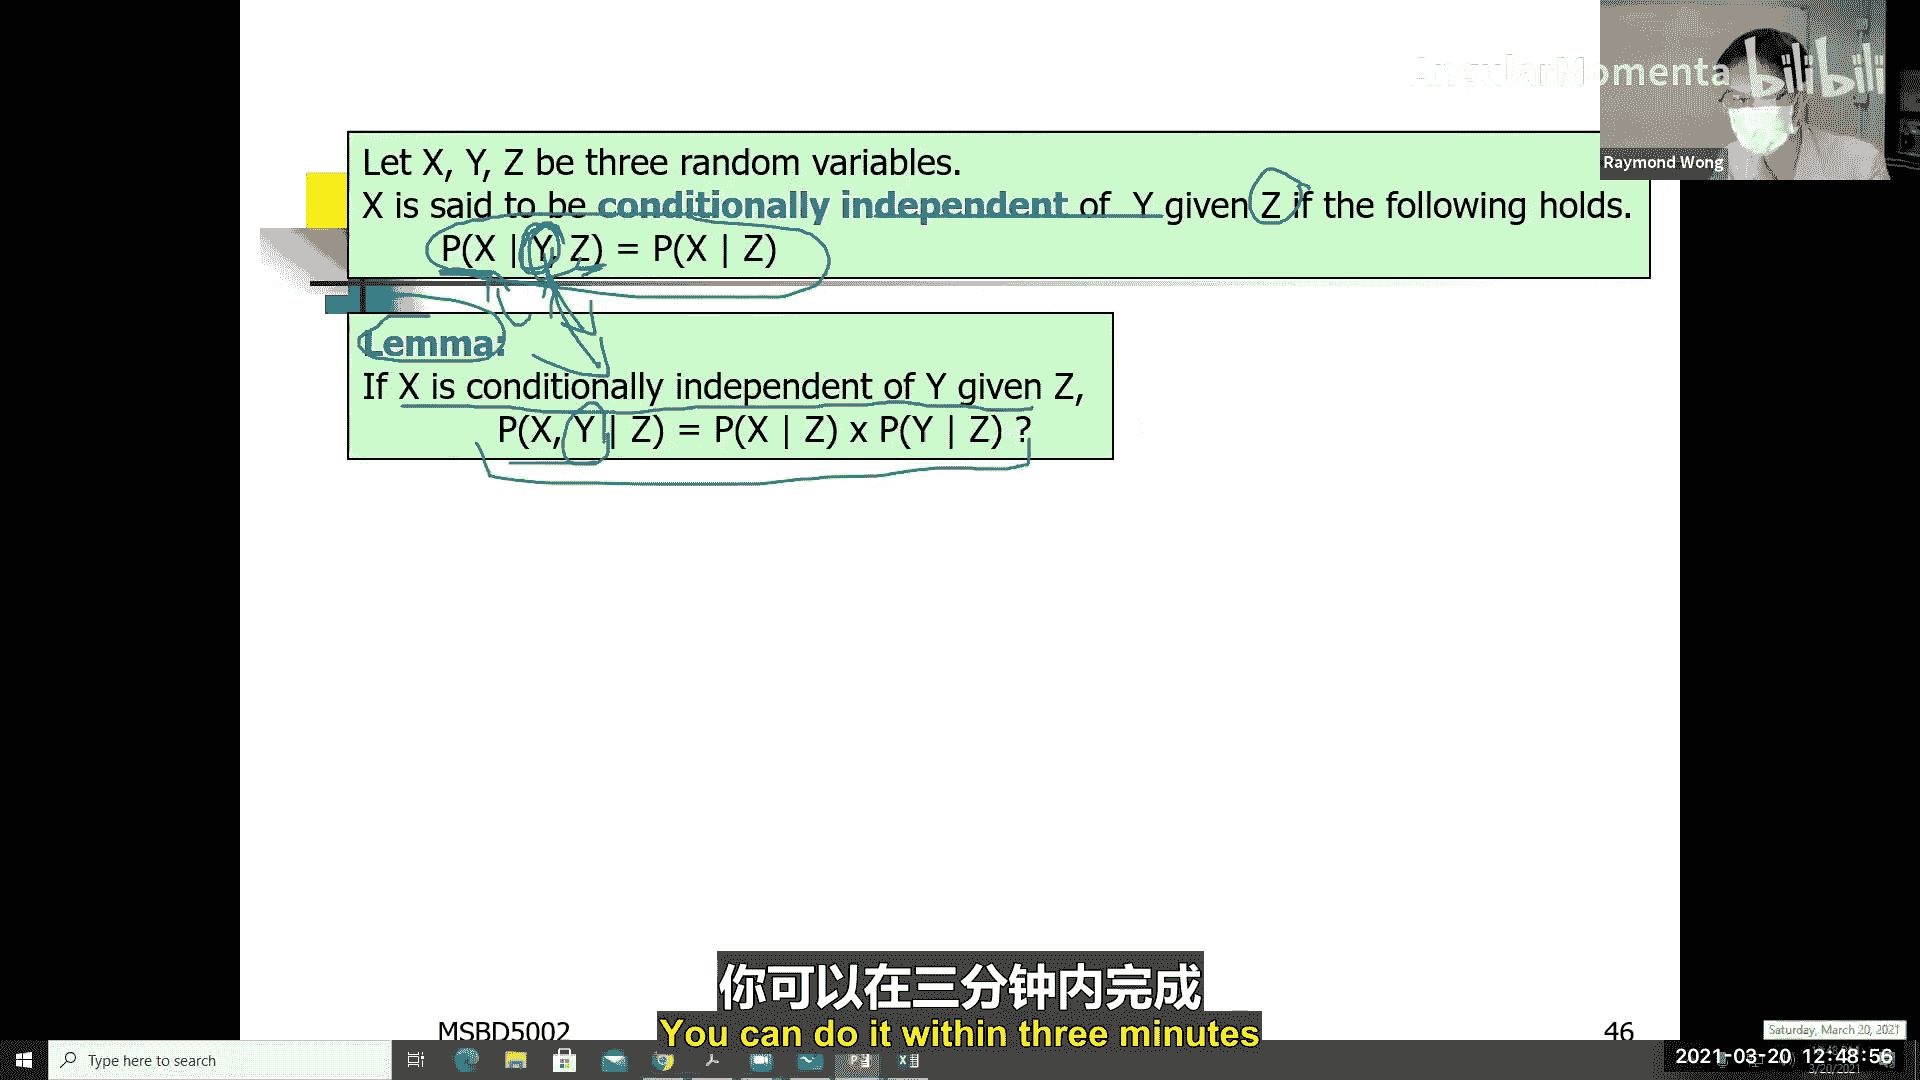 bilibili
Raymond Wong
Let X, Y, Z be three random variables.
X is said to be conditionally independent of Y given Z if the following holds.
P(X | Y, Z) = P(X | Z)
Lemma:
If X is conditionally independent of Y given Z,
P(X, Y | Z) = P(X | Z) x P(Y | Z) ?
你可以在三分钟内完成
MSBD5002
You can do it within three minutes
46
Saturday, March 20, 2021
Type here to search
2021-03-20 12:48:56
3/20/2021